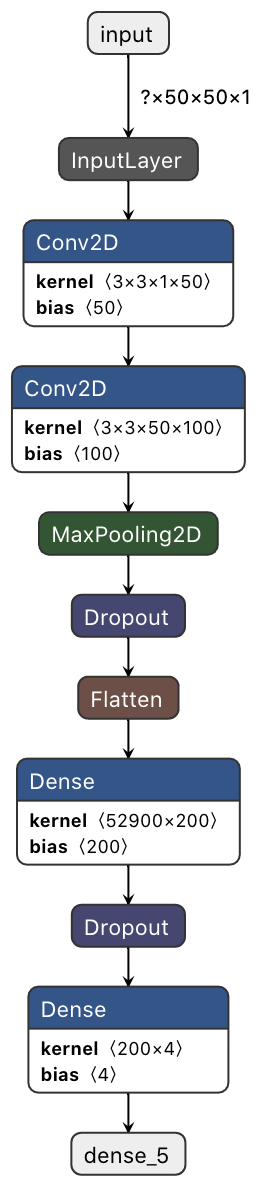 input
?×50×50×1
InputLayer
Conv2D
kernel 〈3×3×1×50〉
bias 〈50〉
Conv2D
kernel 〈3×3×50×100〉
bias 〈100〉
MaxPooling2D
Dropout
Flatten
Dense
kernel 〈52900×200〉
bias 〈200〉
Dropout
Dense
kernel 〈200×4〉
bias 〈4〉
dense_5